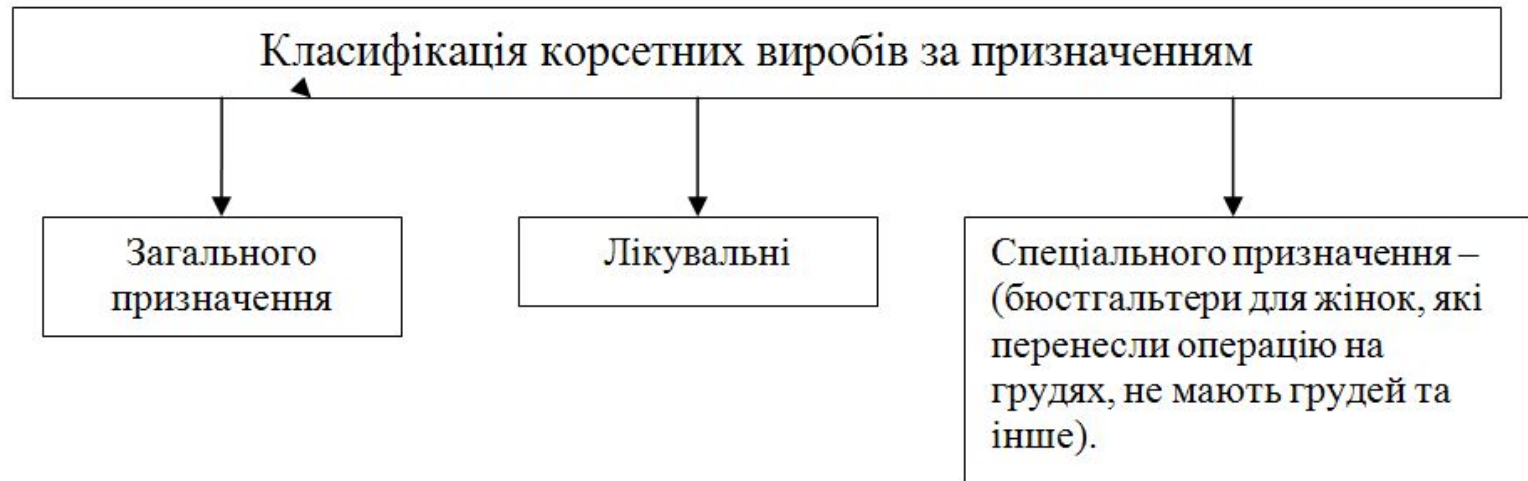 Класифікація корсетних виробів за призначенням
Загального
призначення
Лікувальні
Спеціального призначення –
(бюстгальтери для жінок, які
перенесли операцію на
грудях, не мають грудей та
інше).